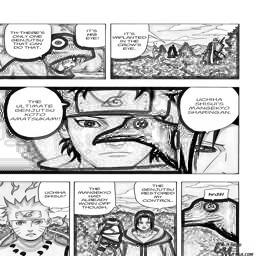 IT'S
IMPLANTED
IN THE
CROW'S
EYE.
IT'S
HIS
EYE!
TH-THERE'S
ONLY ONE
GENJUTSU
THAT CAN
DO THAT.
UCHIHA
SHISUI'S
MANGEKYO
SHARINGAN.
THE
ULTIMATE
GENJUTSU
KOTO
AMATSUKAMI!
THE
GENJUTSU
RESTORED
MY
CONTROL.
THE
MANGEKYO
HAD
ALREADY
WORN OFF
THOUGH.
UCHIHA
SHISUI?